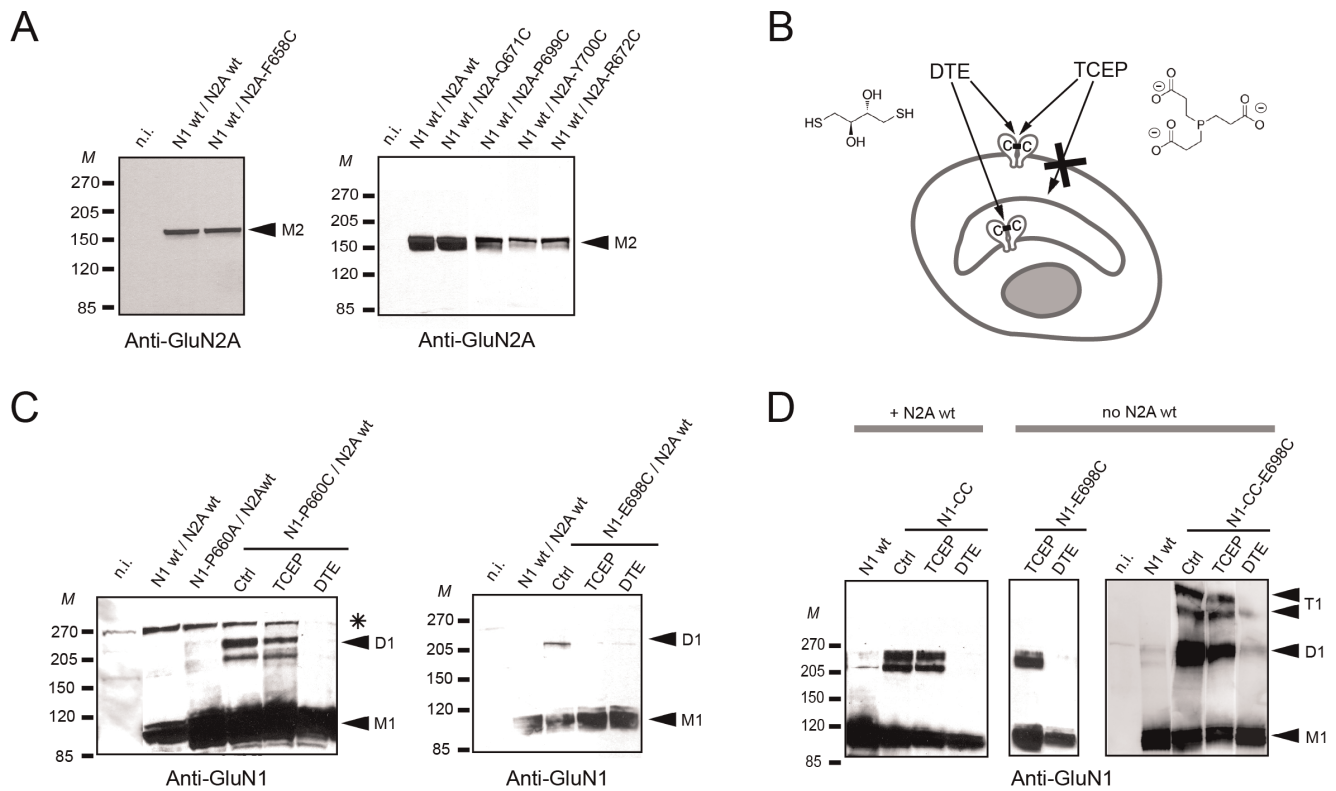 A
n.i.
N1 wt / N2A wt
N1 wt / N2A-F658C
M
270
205
150
120
85
M2
Anti-GluN2A
n.i.
N1 wt / N2A wt
N1 wt / N2A-Q671C
N1 wt / N2A-P699C
N1 wt / N2A-Y700C
N1 wt / N2A-R672C
M
270
205
150
120
85
M2
Anti-GluN2A
B
DTE
TCEP
HS
OH
OH
SH
O
O
⊖
P
O
O
⊖
O
O
⊖
C C
C C
C
n.i.
N1 wt / N2A wt
N1-P660A / N2Awt
N1-P660C / N2A wt
Ctrl
TCEP
DTE
M
270
205
150
120
85
*
D1
M1
Anti-GluN1
n.i.
N1 wt / N2A wt
N1-E698C / N2A wt
Ctrl
TCEP
DTE
M
270
205
150
120
85
D1
M1
Anti-GluN1
D
+ N2A wt
no N2A wt
N1 wt
N1-CC
Ctrl
TCEP
DTE
N1-E698C
TCEP
DTE
n.i.
N1 wt
N1-CC-E698C
Ctrl
TCEP
DTE
M
270
205
150
120
85
T1
D1
M1
Anti-GluN1